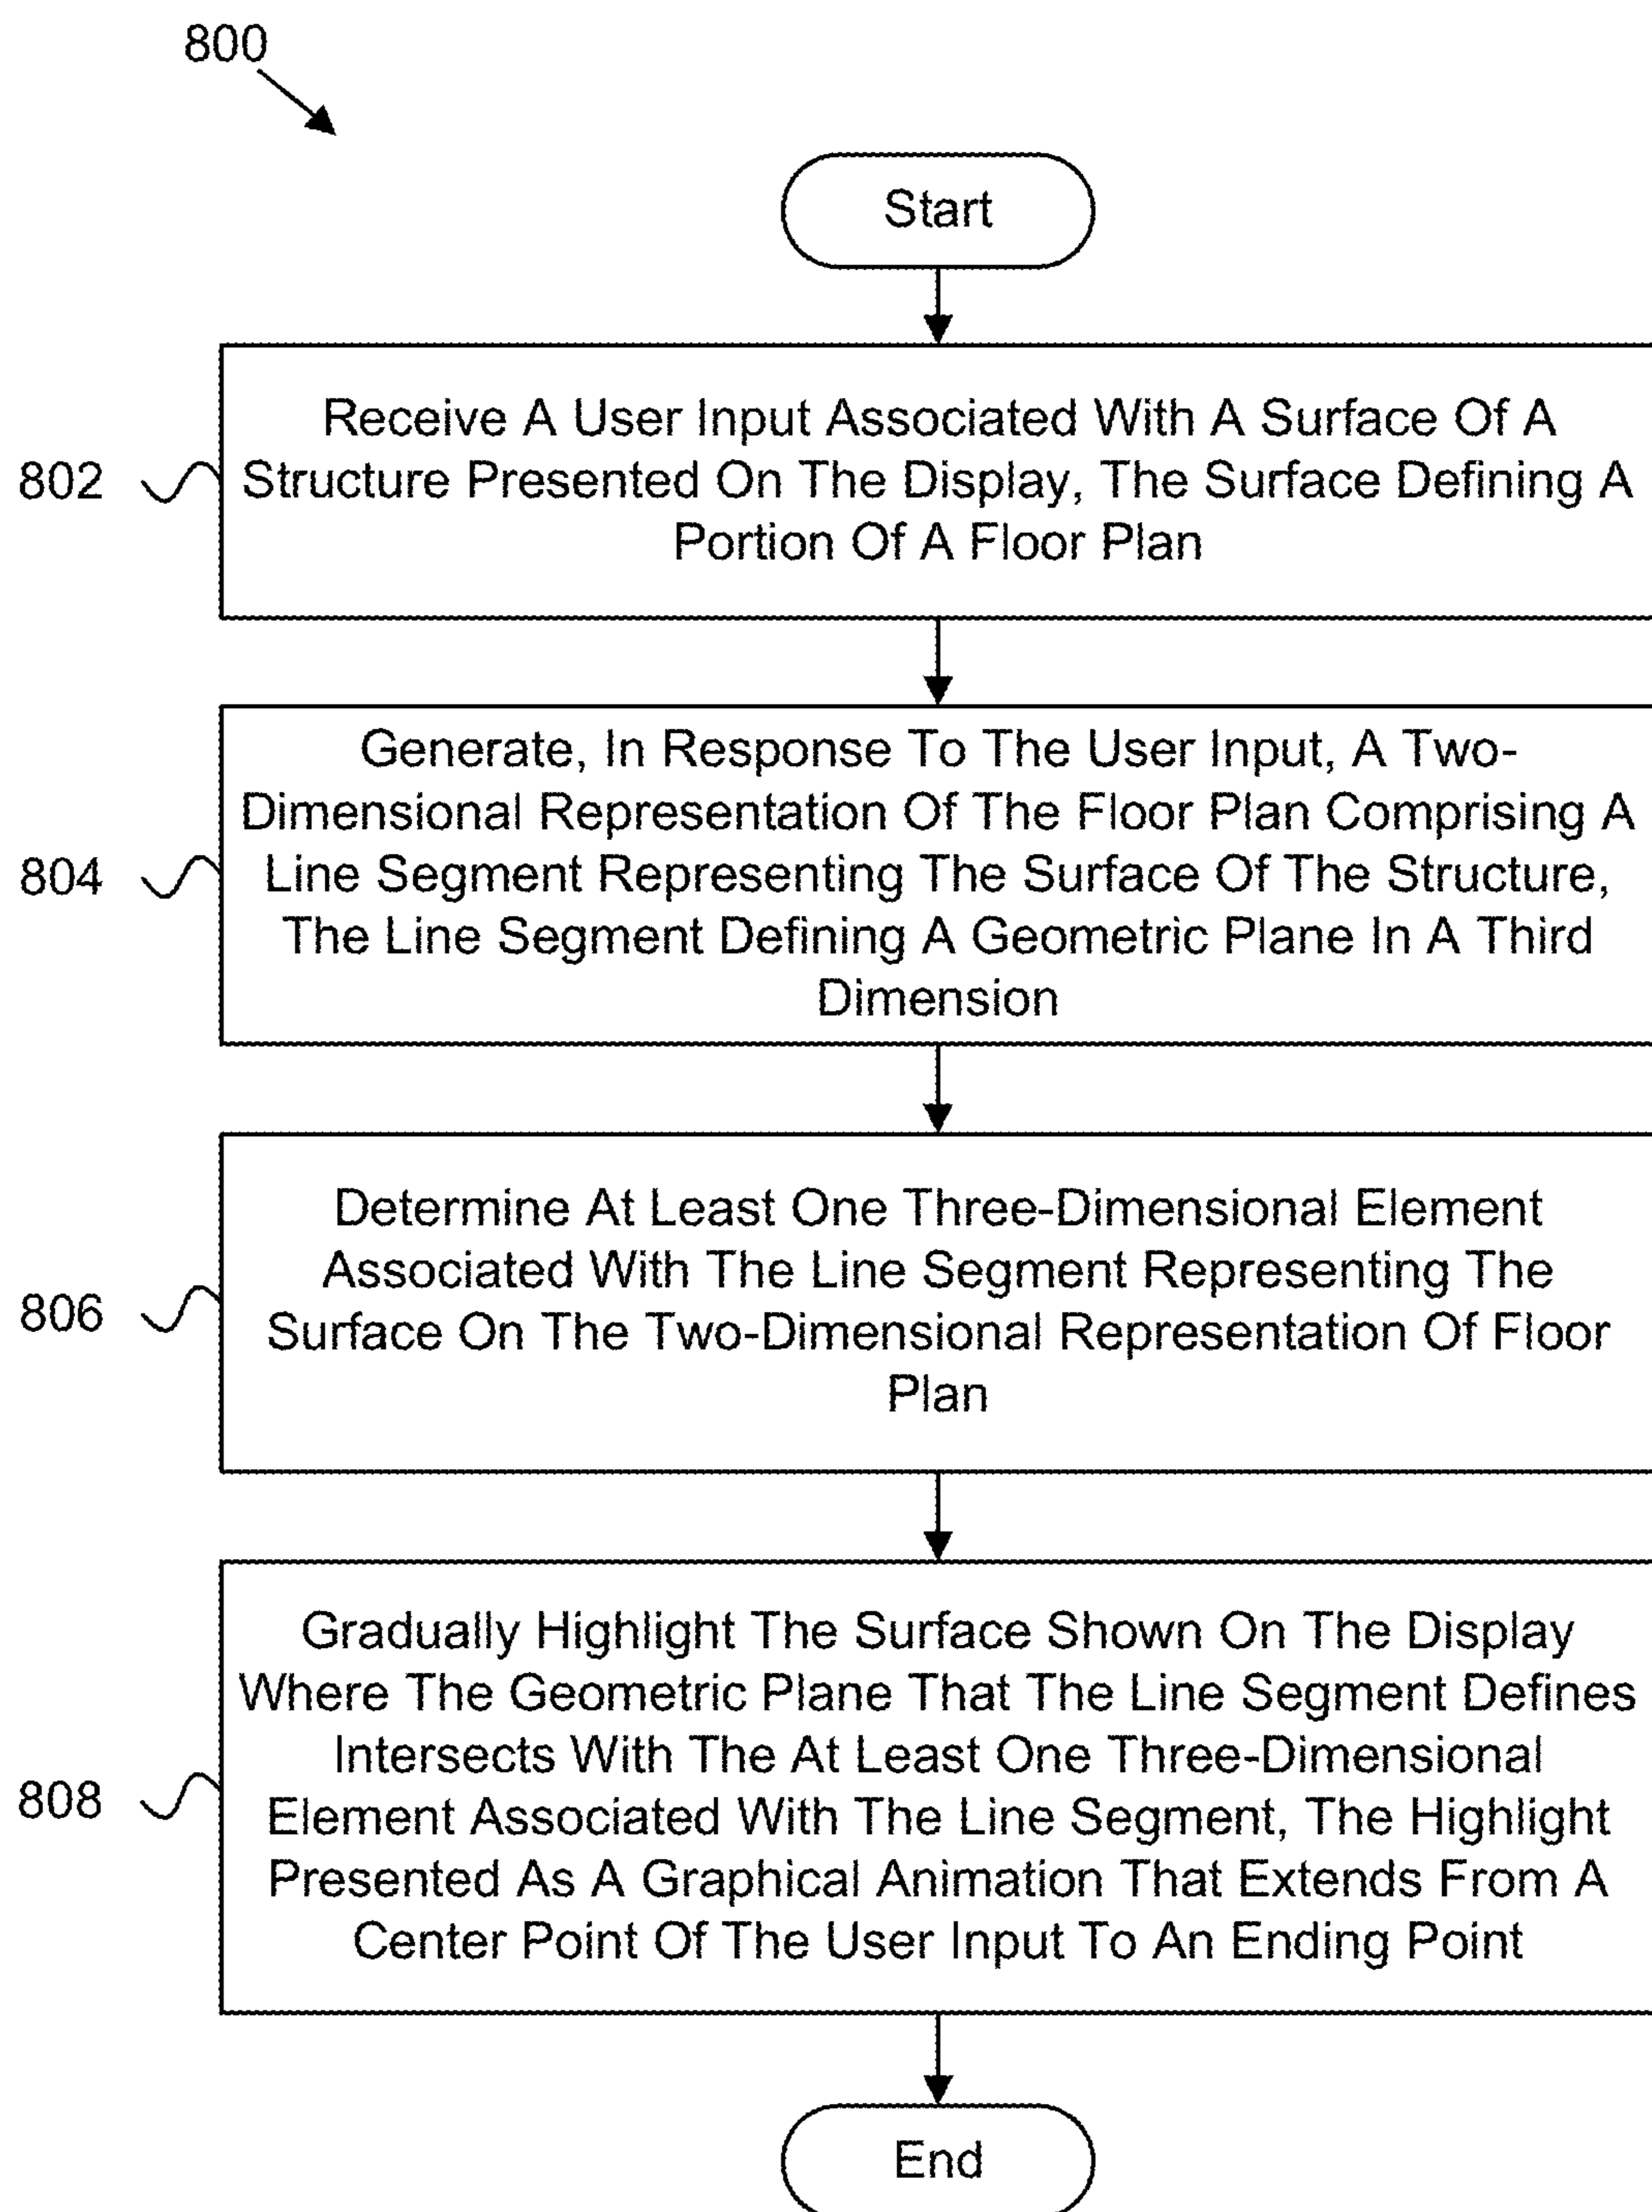 800
Start
802
Receive A User Input Associated With A Surface Of A
Structure Presented On The Display, The Surface Defining A
Portion Of A Floor Plan
804
Generate, In Response To The User Input, A Two-
Dimensional Representation Of The Floor Plan Comprising A
Line Segment Representing The Surface Of The Structure,
The Line Segment Defining A Geometric Plane In A Third
Dimension
806
Determine At Least One Three-Dimensional Element
Associated With The Line Segment Representing The
Surface On The Two-Dimensional Representation Of Floor
Plan
808
Gradually Highlight The Surface Shown On The Display
Where The Geometric Plane That The Line Segment Defines
Intersects With The At Least One Three-Dimensional
Element Associated With The Line Segment, The Highlight
Presented As A Graphical Animation That Extends From A
Center Point Of The User Input To An Ending Point
End